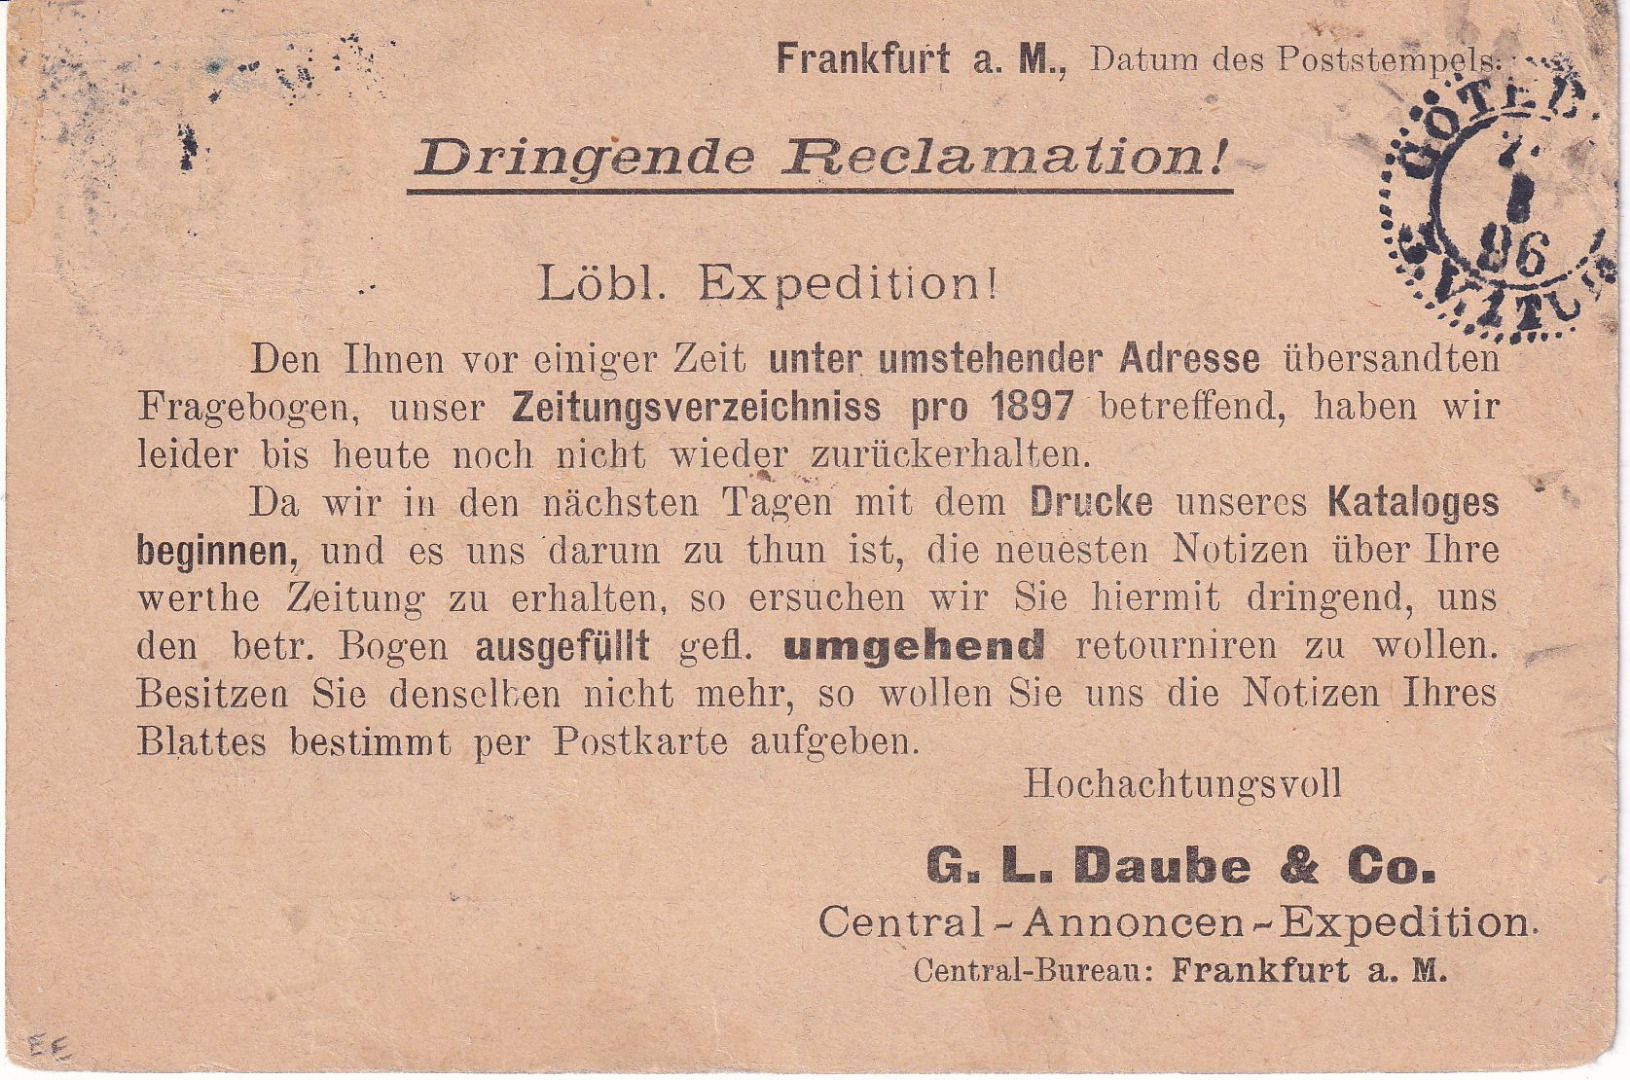 Frankfurt a. M., Datum des Poststempels.
Dringende Reclamation!
Löbl. Expedition!
Den Ihnen vor einiger Zeit unter umstehender Adresse übersandten
Fragebogen, unser Zeitungsverzeichniss pro 1897 betreffend, haben wir
leider bis heute noch nicht wieder zurückerhalten.
Da wir in den nächsten Tagen mit dem Drucke unseres Kataloges
beginnen, und es uns darum zu thun ist, die neuesten Notizen über Ihre
werthe Zeitung zu erhalten, so ersuchen wir Sie hiermit dringend, uns
den betr. Bogen ausgefüllt gefl. umgehend retourniren zu wollen.
Besitzen Sie denselben nicht mehr, so wollen Sie uns die Notizen Ihres
Blattes bestimmt per Postkarte aufgeben.
Hochachtungsvoll
G. L. Daube & Co.
Central-Annoncen-Expedition.
Central-Bureau: Frankfurt a. M.
96
EE